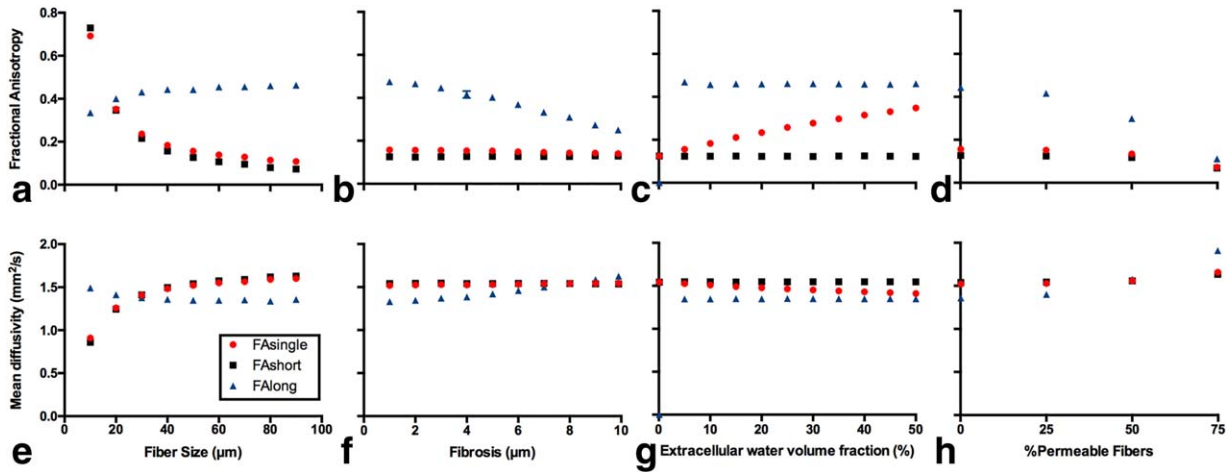 Fractional Anisotropy
0.8
0.6
0.4
0.2
0.0
a b c d
Mean diffusivity (mm²/s)
2.0
1.5
1.0
0.5
0.0
FAsingle
FAshort
FAlong
0 20 40 60 80 100
0 1 2 4 6 8 10
0 10 20 30 40 50
0 25 50 75
e Fiber Size (µm)
f Fibrosis (µm)
g Extracellular water volume fraction (%)
h %Permeable Fibers